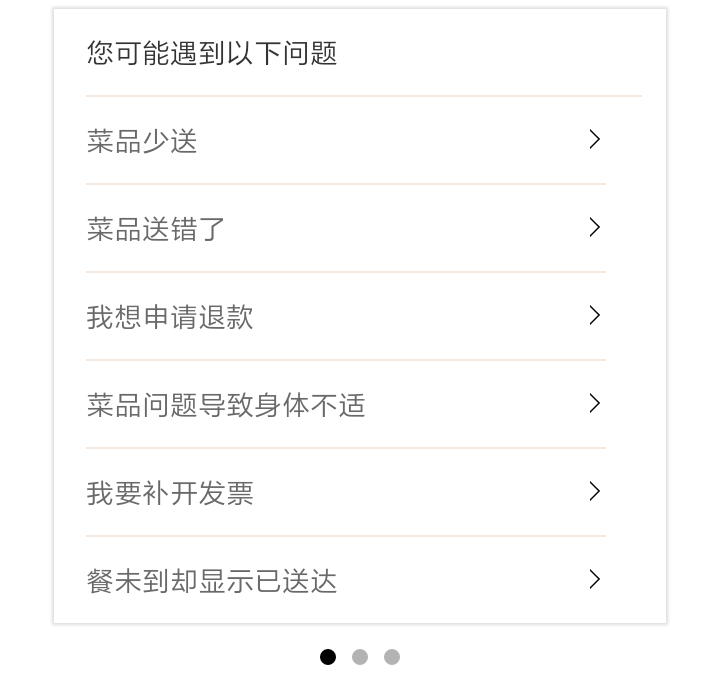 您可能遇到以下问题
菜品少送
菜品送错了
我想申请退款
菜品问题导致身体不适
我要补开发票
餐未到却显示已送达